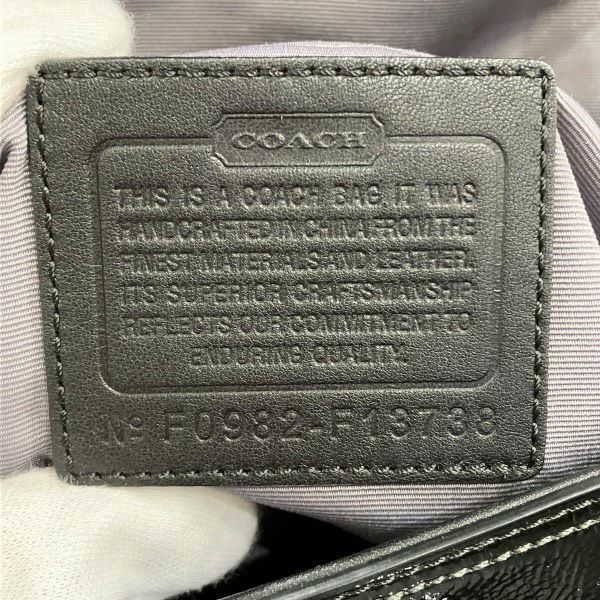 COACH
THIS IS A COACH BAG. IT WAS
HANDCRAFTED IN CHINA FROM THE
FINEST MATERIALS AND LEATHER.
ITS SUPERIOR CRAFTSMANSHIP
REFLECTS OUR COMMITMENT TO
ENDURING QUALITY.
No F0982-F13738